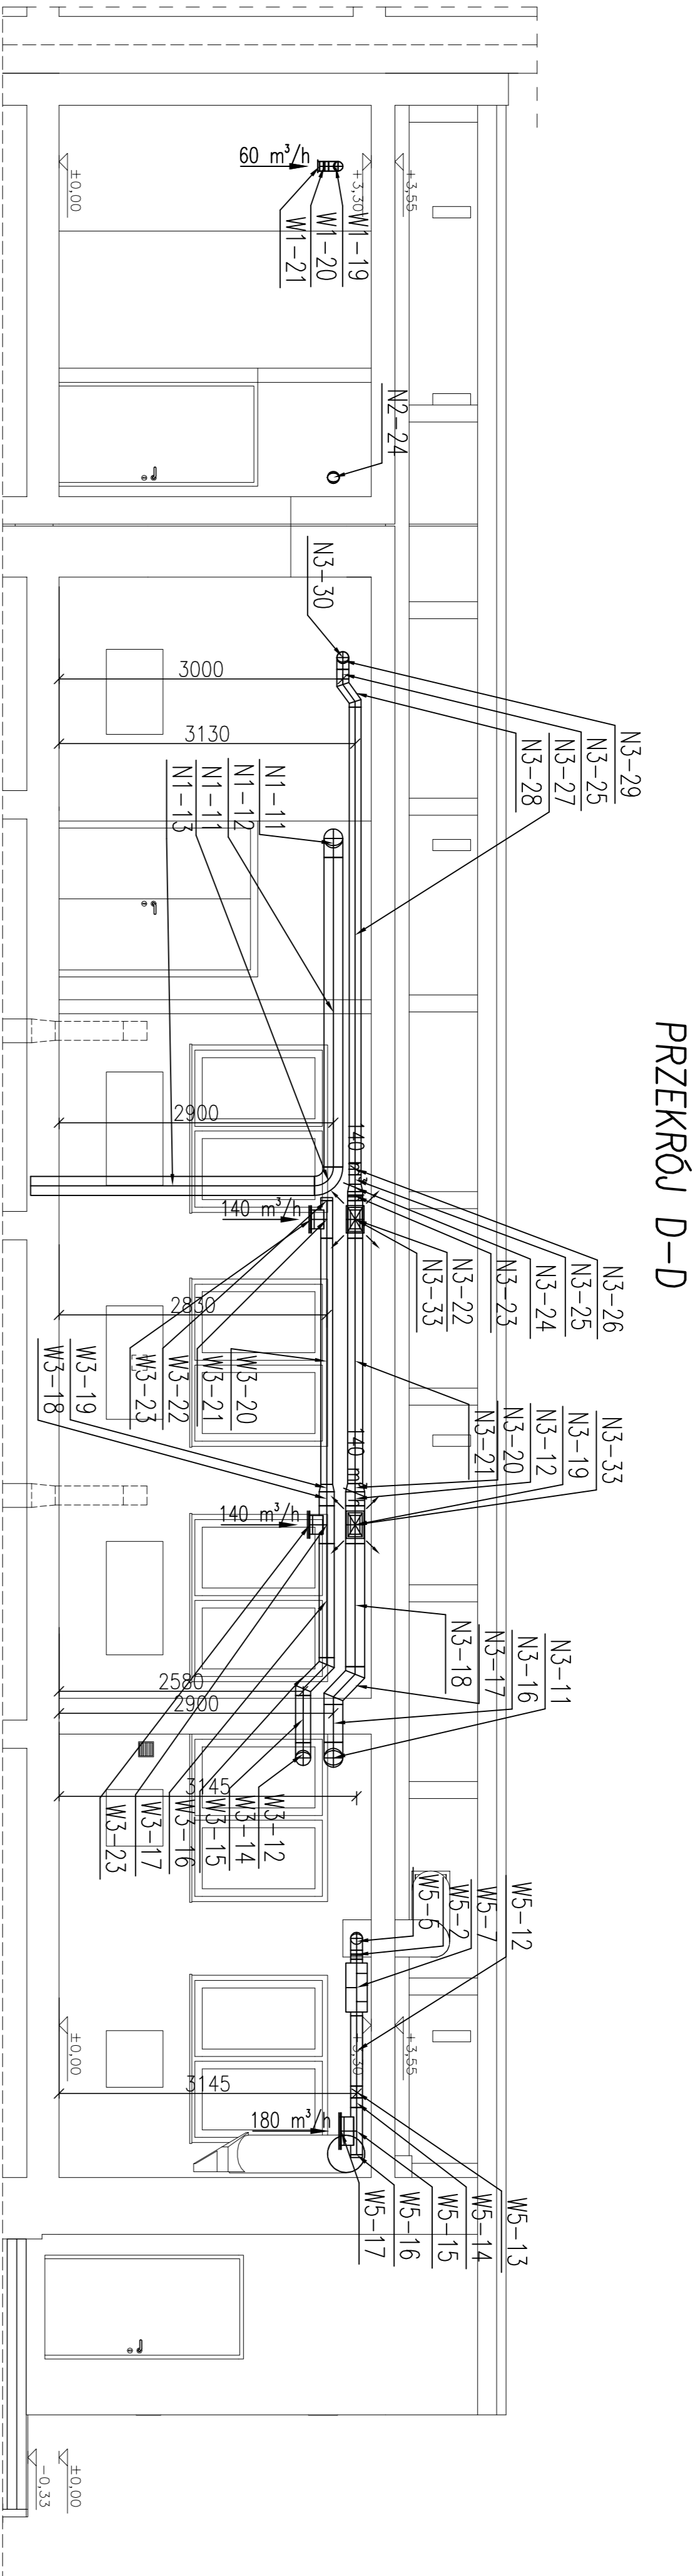 PRZEKRÓJ D-D
60 m³/h
±0,00
+3,30
+3,55
W1-19
W1-20
W1-21
N2-24
N3-30
3000
3130
N3-29
N3-25
N3-27
N3-28
N1-11
N1-12
N1-11
N1-13
2900
140 m³/h
140 m³/h
N3-26
N3-25
N3-24
N3-23
N3-22
N3-33
2830
W3-20
W3-21
W3-22
W3-23
W3-19
W3-18
N3-33
N3-19
N3-12
N3-20
N3-21
140 m³/h
140 m³/h
N3-11
N3-16
N3-17
N3-18
2580
2900
3145
W3-12
W3-14
W3-15
W3-16
W3-17
W3-23
W5-12
W5-7
W5-2
±0,00
+3,30
+3,55
3145
180 m³/h
W5-13
W5-14
W5-15
W5-16
W5-17
±0,00
-0,33